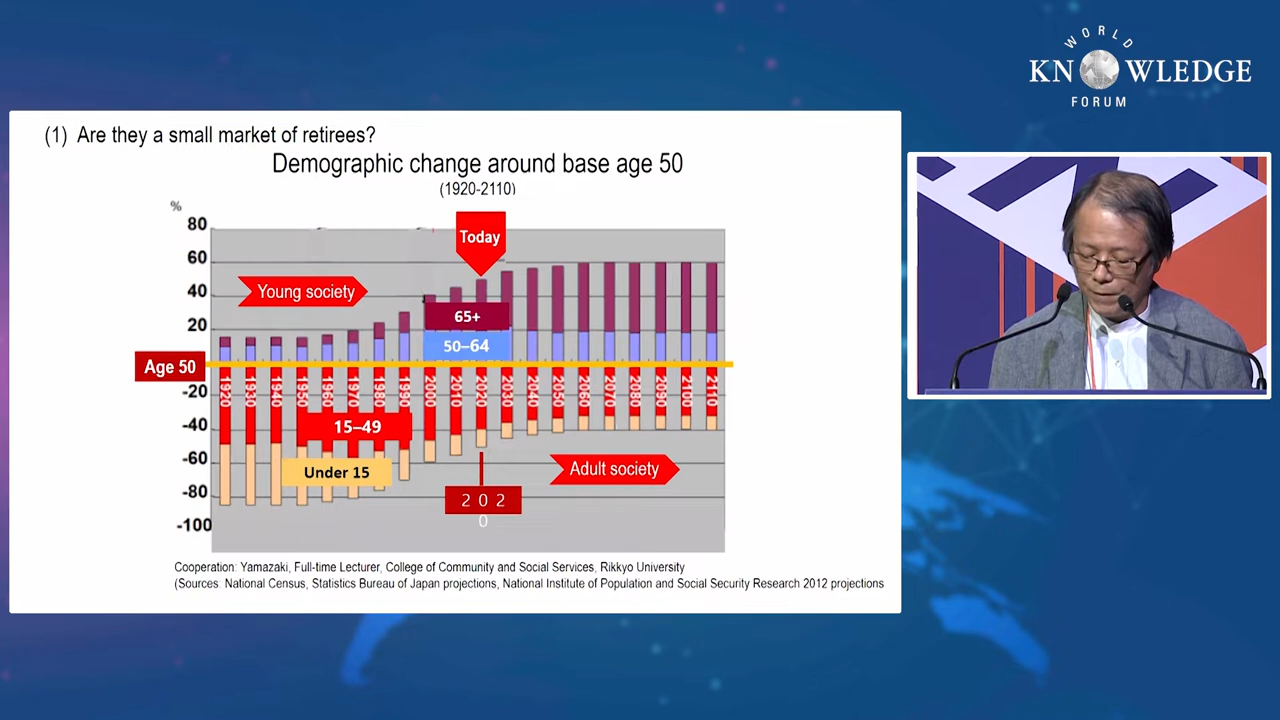 WORLD
KNOWLEDGE
FORUM
(1) Are they a small market of retirees?
Demographic change around base age 50
(1920-2110)
%
80
60
40
20
Age 50
-20
-40
-60
-80
-100
Today
Young society
65+
50–64
1920
1930
1940
1950
1960
1970
1980
1990
2000
2010
2020
2030
2040
2050
2060
2070
2080
2090
2100
2110
15–49
Under 15
Adult society
2 0 2
0
Cooperation: Yamazaki, Full-time Lecturer, College of Community and Social Services, Rikkyo University
(Sources: National Census, Statistics Bureau of Japan projections, National Institute of Population and Social Security Research 2012 projections